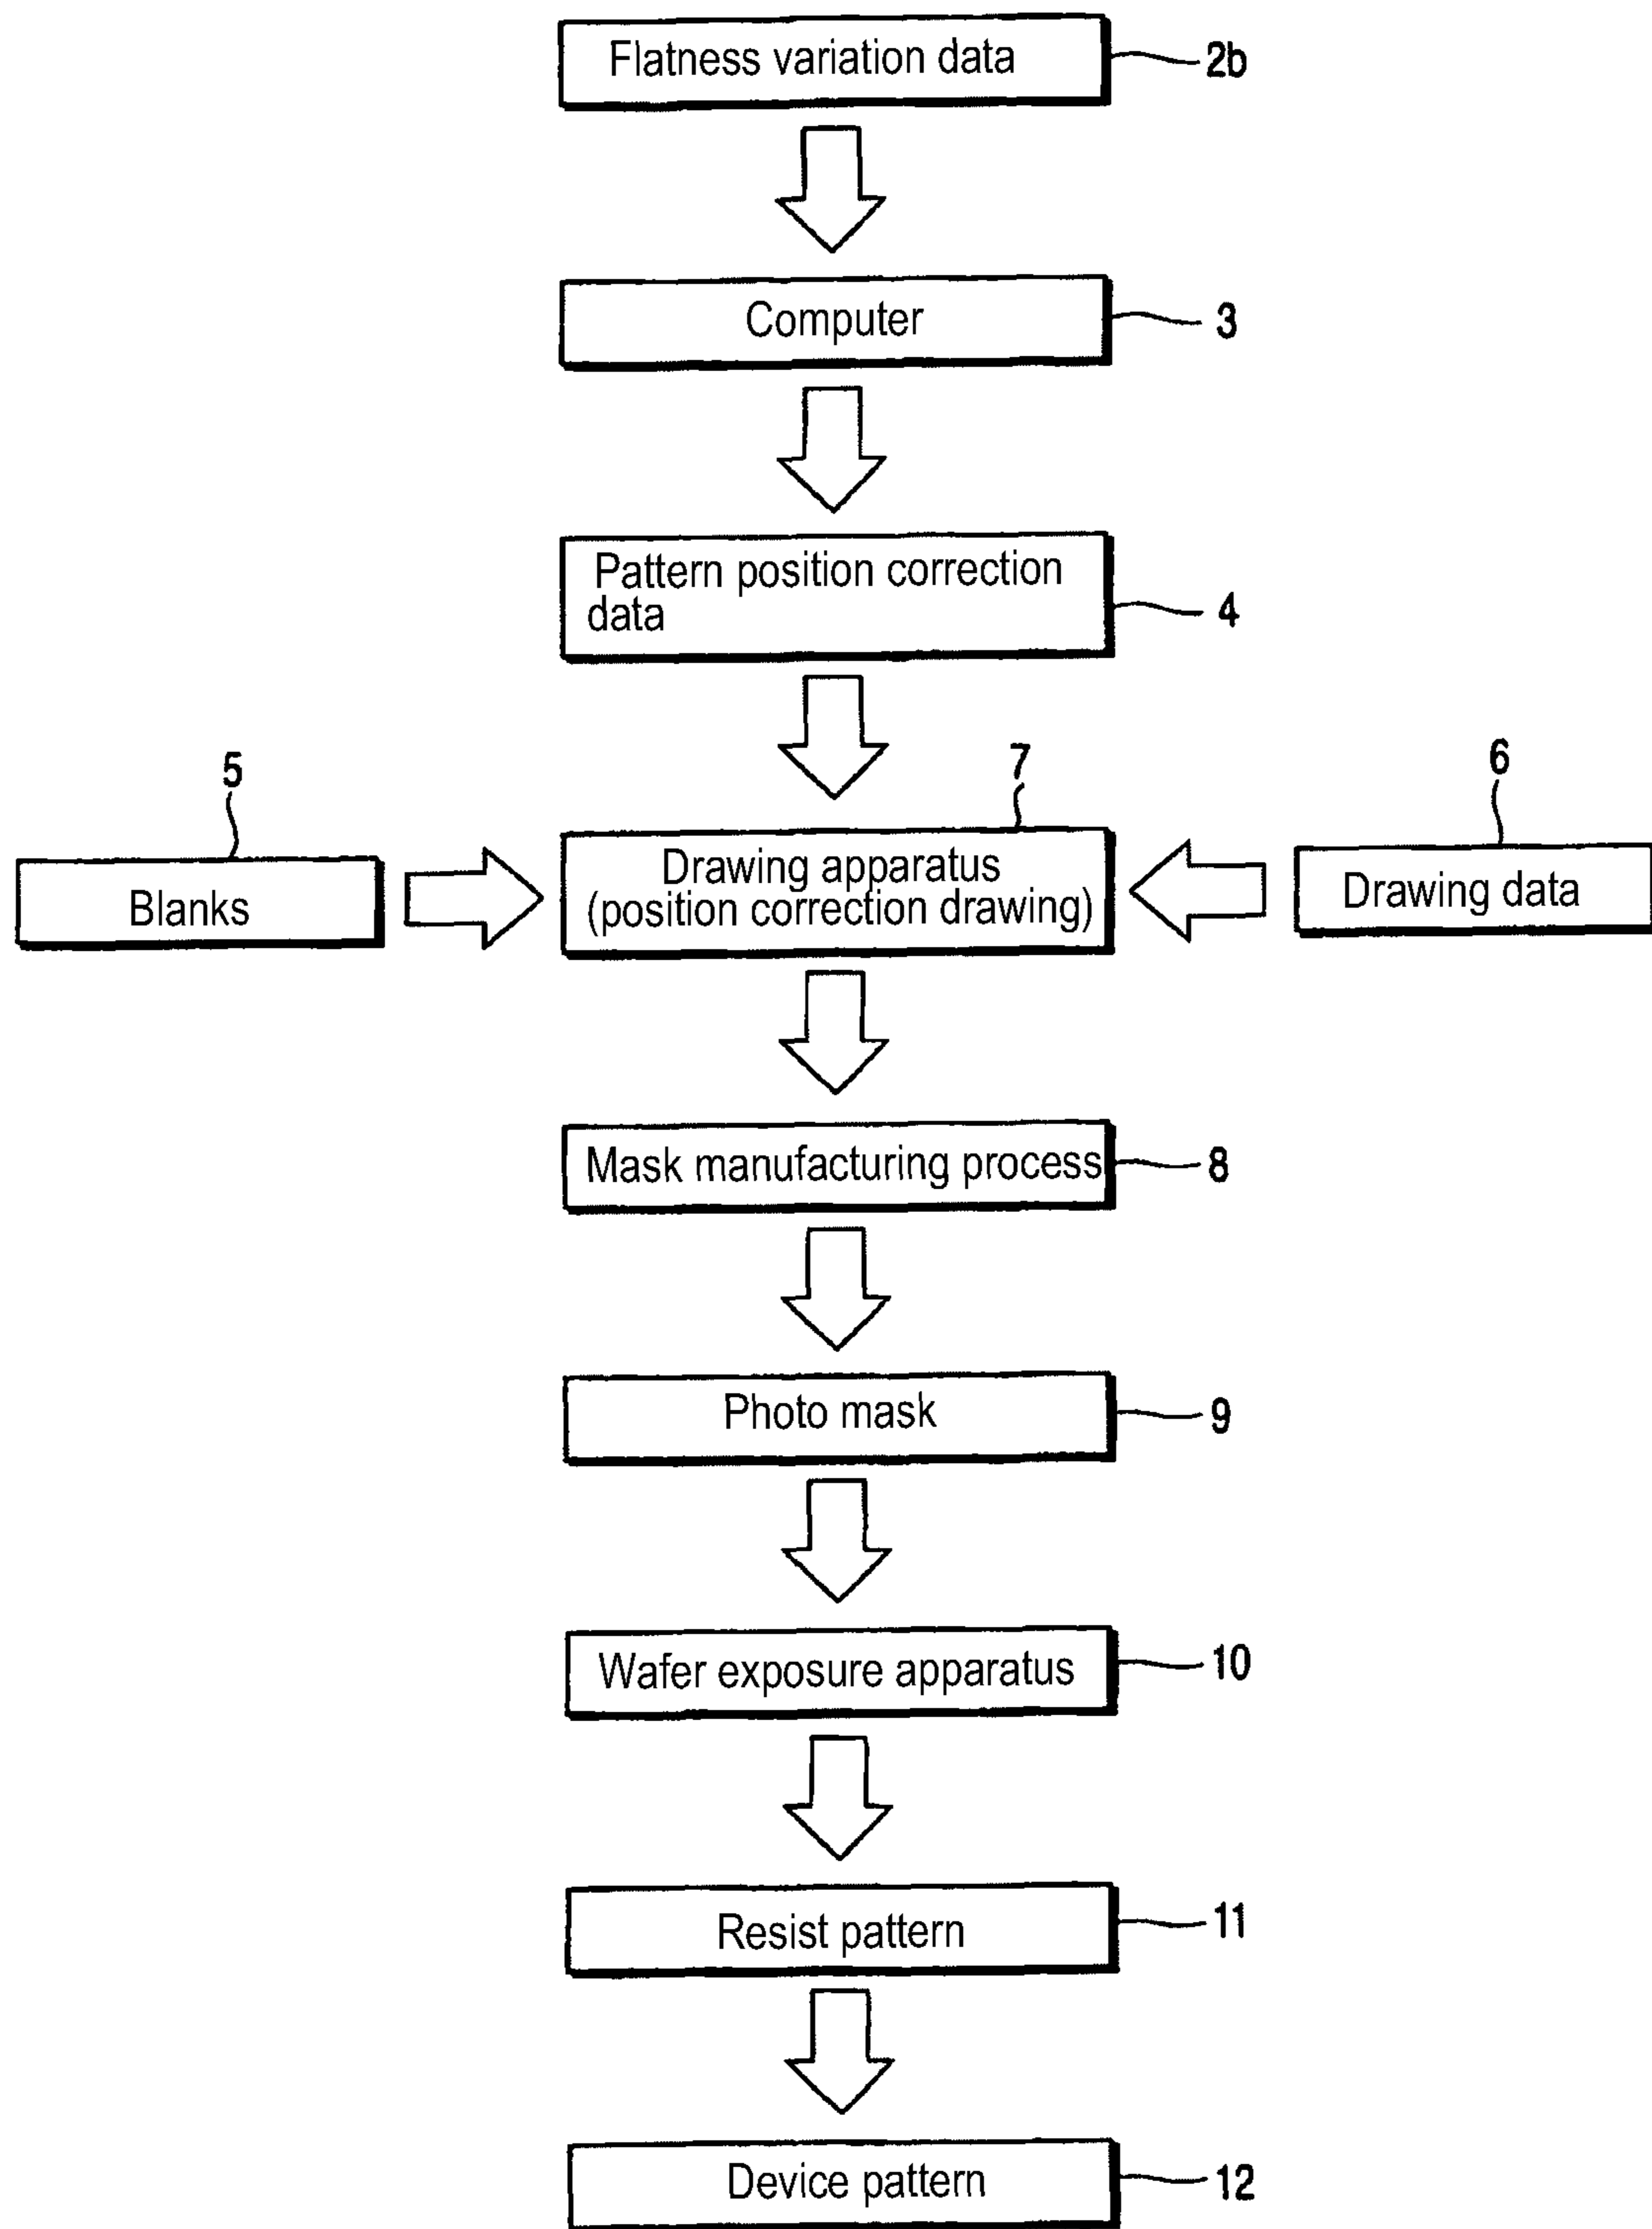 Flatness variation data
2b
Computer
3
Pattern position correction
data
4
5
Blanks
7
Drawing apparatus
(position correction drawing)
6
Drawing data
Mask manufacturing process
8
Photo mask
9
Wafer exposure apparatus
10
Resist pattern
11
Device pattern
12